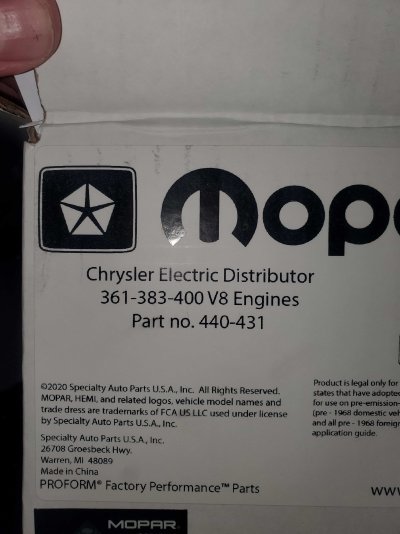 Mopa
Chrysler Electric Distributor
361-383-400 V8 Engines
Part no. 440-431
©2020 Specialty Auto Parts U.S.A., Inc. All Rights Reserved.
MOPAR, HEMI, and related logos, vehicle model names and
trade dress are trademarks of FCA US LLC used under license
by Specialty Auto Parts U.S.A., Inc.
Specialty Auto Parts U.S.A., Inc.
26708 Groesbeck Hwy.
Warren, MI 48089
Made in China
PROFORM® Factory Performance™ Parts
Product is legal only for
states that have adopted
for use on pre-emission-
(pre - 1968 domestic veh
and all pre - 1968 foreign
application guide.
www
MOPAR